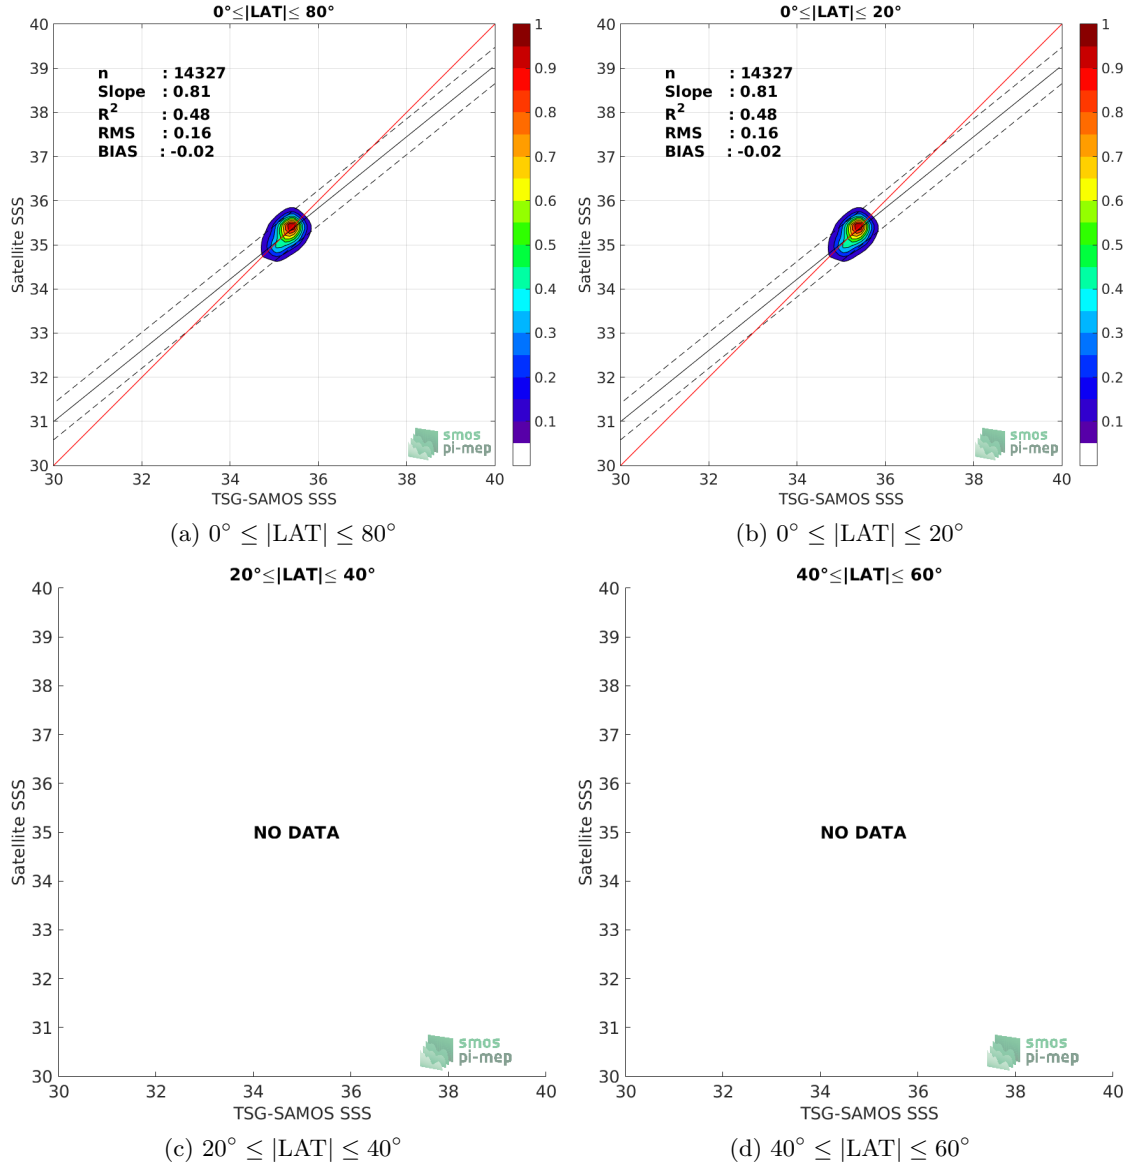 0°≤|LAT|≤ 80°
n : 14327
Slope : 0.81
R² : 0.48
RMS : 0.16
BIAS : -0.02
Satellite SSS
40
39
38
37
36
35
34
33
32
31
30
30 32 34 36 38 40
TSG-SAMOS SSS
1
0.9
0.8
0.7
0.6
0.5
0.4
0.3
0.2
0.1
smos
pi-mep
(a) 0° ≤ |LAT| ≤ 80°
0°≤|LAT|≤ 20°
n : 14327
Slope : 0.81
R² : 0.48
RMS : 0.16
BIAS : -0.02
Satellite SSS
40
39
38
37
36
35
34
33
32
31
30
30 32 34 36 38 40
TSG-SAMOS SSS
1
0.9
0.8
0.7
0.6
0.5
0.4
0.3
0.2
0.1
smos
pi-mep
(b) 0° ≤ |LAT| ≤ 20°
20°≤|LAT|≤ 40°
Satellite SSS
40
39
38
37
36
35
34
33
32
31
30
NO DATA
30 32 34 36 38 40
TSG-SAMOS SSS
smos
pi-mep
(c) 20° ≤ |LAT| ≤ 40°
40°≤|LAT|≤ 60°
Satellite SSS
40
39
38
37
36
35
34
33
32
31
30
NO DATA
30 32 34 36 38 40
TSG-SAMOS SSS
smos
pi-mep
(d) 40° ≤ |LAT| ≤ 60°